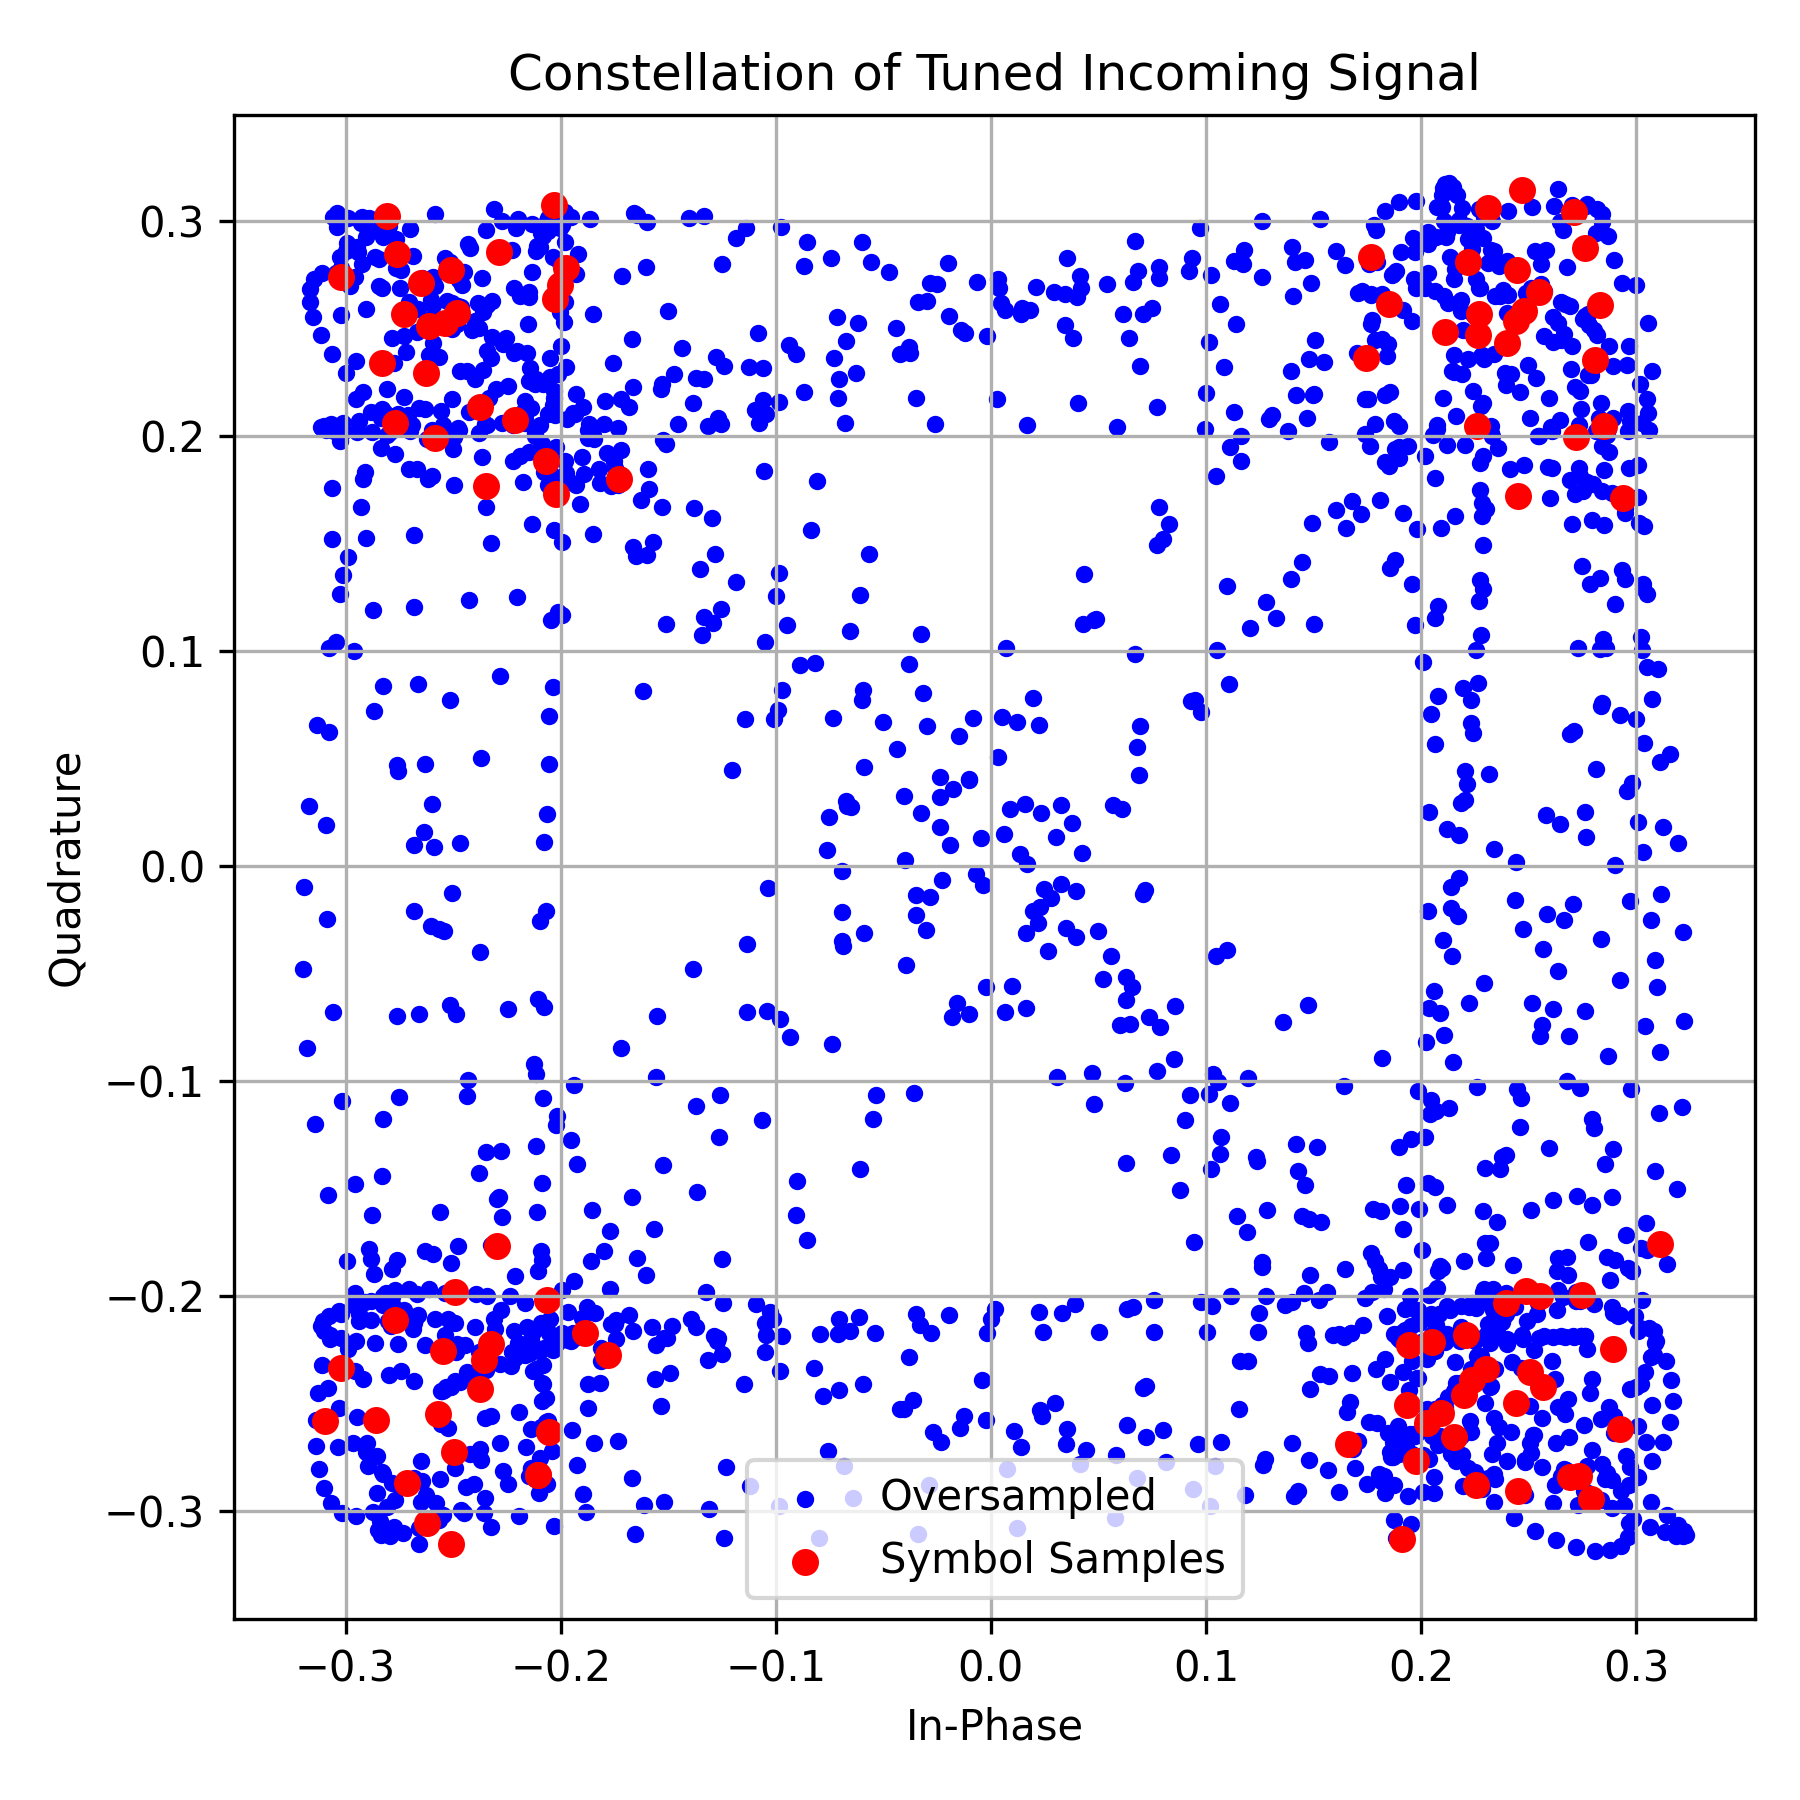 Constellation of Tuned Incoming Signal
Quadrature
0.3
0.2
0.1
0.0
−0.1
−0.2
−0.3
Oversampled
Symbol Samples
−0.3 −0.2 −0.1 0.0 0.1 0.2 0.3
In-Phase